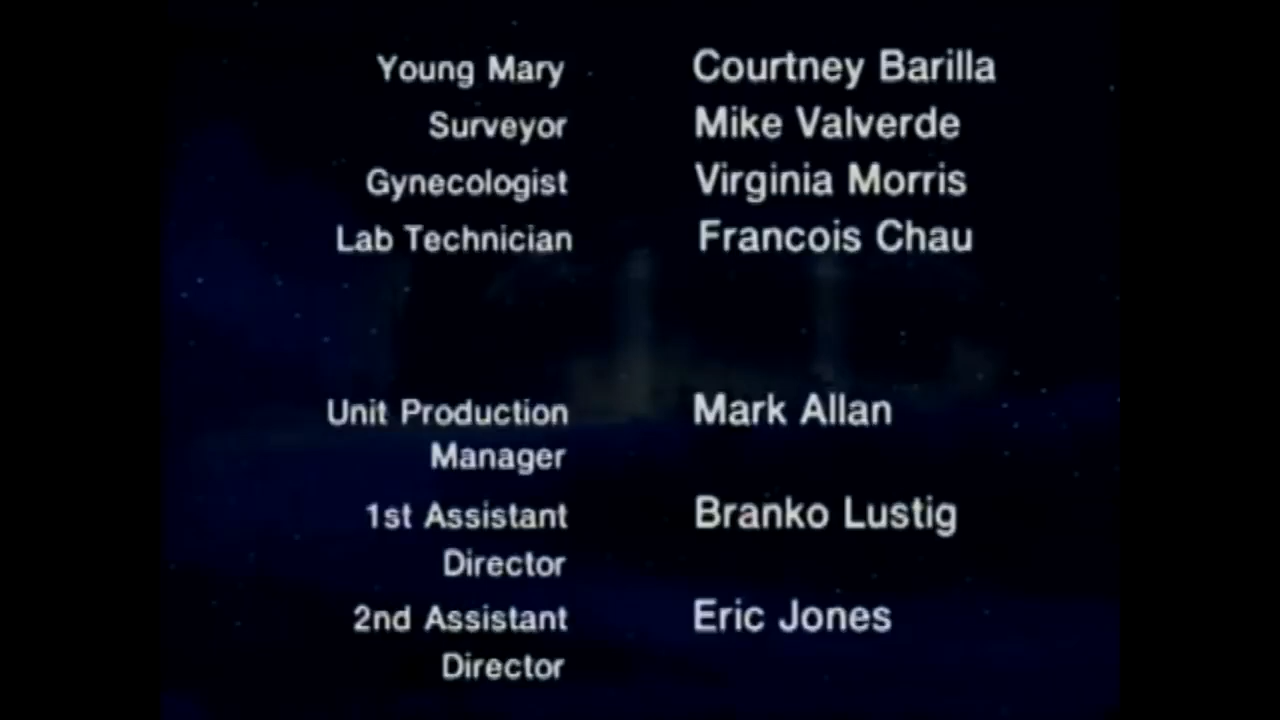 Young Mary Courtney Barilla
Surveyor Mike Valverde
Gynecologist Virginia Morris
Lab Technician Francois Chau
Unit Production Mark Allan
Manager
1st Assistant Branko Lustig
Director
2nd Assistant Eric Jones
Director